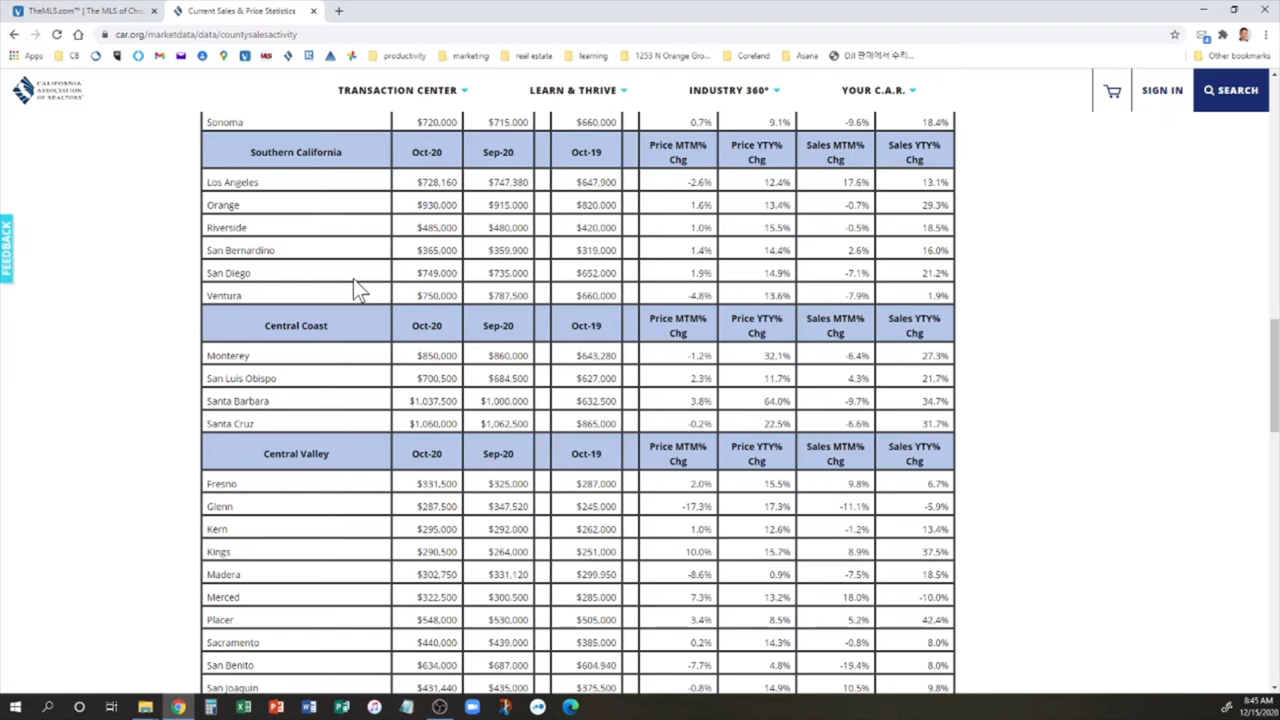 TheMLS.com™ | The MLS of Choi
Current Sales & Price Statistics
car.org/marketdata/data/countysalesactivity
Apps CB productivity marketing real estate learning 1253 N Orange Gro... Coreland Asana DJI 판매에서 수리... Other bookmarks
CALIFORNIA
ASSOCIATION
OF REALTORS®
TRANSACTION CENTER LEARN & THRIVE INDUSTRY 360° YOUR C.A.R. SIGN IN SEARCH
FEEDBACK
Sonoma $720,000 $715,000 $660,000 0.7% 9.1% -9.6% 18.4%
Southern California Oct-20 Sep-20 Oct-19 Price MTM% Chg Price YTY% Chg Sales MTM% Chg Sales YTY% Chg
Los Angeles $728,160 $747,380 $647,900 -2.6% 12.4% 17.6% 13.1%
Orange $930,000 $915,000 $820,000 1.6% 13.4% -0.7% 29.3%
Riverside $485,000 $480,000 $420,000 1.0% 15.5% -0.5% 18.5%
San Bernardino $365,000 $359,900 $319,000 1.4% 14.4% 2.6% 16.0%
San Diego $749,000 $735,000 $652,000 1.9% 14.9% -7.1% 21.2%
Ventura $750,000 $787,500 $660,000 -4.8% 13.6% -7.9% 1.9%
Central Coast Oct-20 Sep-20 Oct-19 Price MTM% Chg Price YTY% Chg Sales MTM% Chg Sales YTY% Chg
Monterey $850,000 $860,000 $643,280 -1.2% 32.1% -6.4% 27.3%
San Luis Obispo $700,500 $684,500 $627,000 2.3% 11.7% 4.3% 21.7%
Santa Barbara $1,037,500 $1,000,000 $632,500 3.8% 64.0% -9.7% 34.7%
Santa Cruz $1,060,000 $1,062,500 $865,000 -0.2% 22.5% -6.6% 31.7%
Central Valley Oct-20 Sep-20 Oct-19 Price MTM% Chg Price YTY% Chg Sales MTM% Chg Sales YTY% Chg
Fresno $331,500 $325,000 $287,000 2.0% 15.5% 9.8% 6.7%
Glenn $287,500 $347,520 $245,000 -17.3% 17.3% -11.1% -5.9%
Kern $295,000 $292,000 $262,000 1.0% 12.6% -1.2% 13.4%
Kings $290,500 $264,000 $251,000 10.0% 15.7% 8.9% 37.5%
Madera $302,750 $331,120 $299,950 -8.6% 0.9% -7.5% 18.5%
Merced $322,500 $300,500 $285,000 7.3% 13.2% 18.0% -10.0%
Placer $548,000 $530,000 $505,000 3.4% 8.5% 5.2% 42.4%
Sacramento $440,000 $439,000 $385,000 0.2% 14.3% -0.8% 8.0%
San Benito $634,000 $687,000 $604,940 -7.7% 4.8% -19.4% 8.0%
San Joaquin $431,440 $435,000 $375,500 -0.8% 14.9% 10.5% 9.8%
8:45 AM
12/15/2020